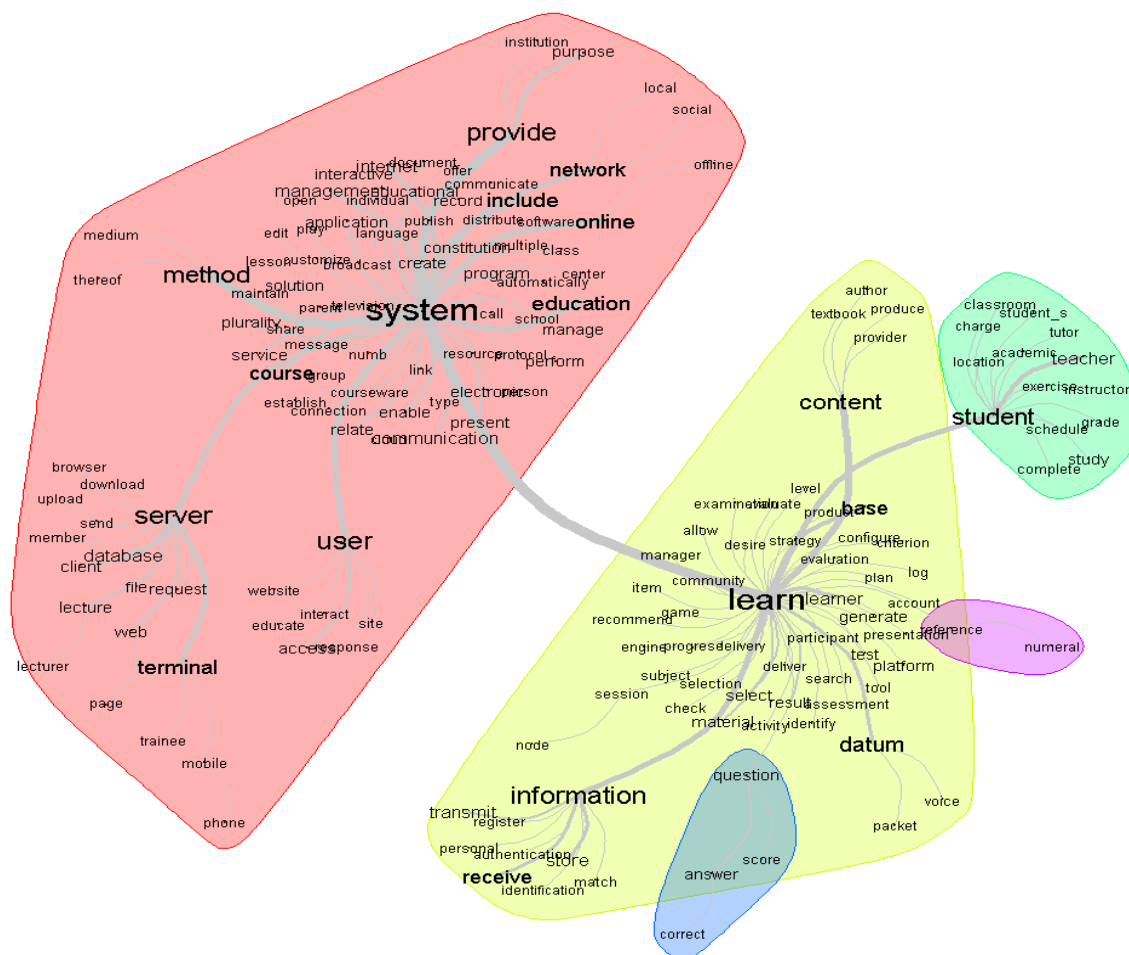 institution
purpose
local
social
provide
document
internet
offer
offline
interactive
network
communicate
management
educational
open
individual
record
include
application
publish
distribute
software
online
medium
edit
play
language
constitution
multiple
class
thereof
method
lesson
customize
broadcast
create
program
center
automatically
solution
maintain
parent
television
system
call
education
school
manage
plurality
share
message
service
numb
resource
protocol
perform
course
group
link
courseware
electronic
person
establish
connection
enable
type
present
relate
communication
browser
download
upload
send
server
member
database
user
client
file
request
website
lecture
web
interact
educate
site
access
response
lecturer
terminal
page
trainee
mobile
phone
author
textbook
produce
provider
content
classroom
student_s
charge
tutor
academic
location
teacher
exercise
instructor
student
schedule
grade
study
complete
level
examination
evaluate
product
base
allow
desire
strategy
configure
criterion
manager
evaluation
community
plan
log
item
learn
learner
account
game
generate
recommend
participant
presentation
reference
numeral
engine
progress
delivery
test
platform
subject
deliver
search
tool
session
selection
select
result
assessment
check
material
activity
identify
node
datum
question
information
voice
transmit
register
packet
personal
authentication
store
score
receive
identification
match
answer
correct